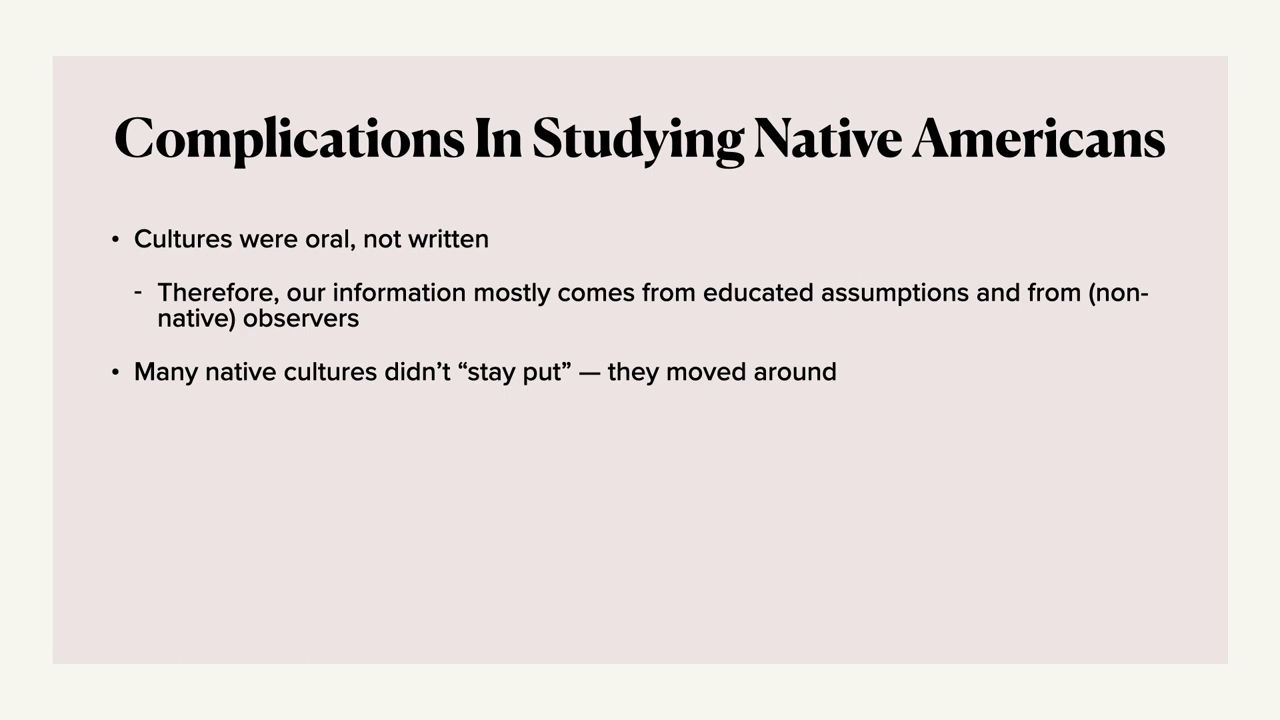 Complications In Studying Native Americans
• Cultures were oral, not written
- Therefore, our information mostly comes from educated assumptions and from (non-
native) observers
• Many native cultures didn’t “stay put” — they moved around